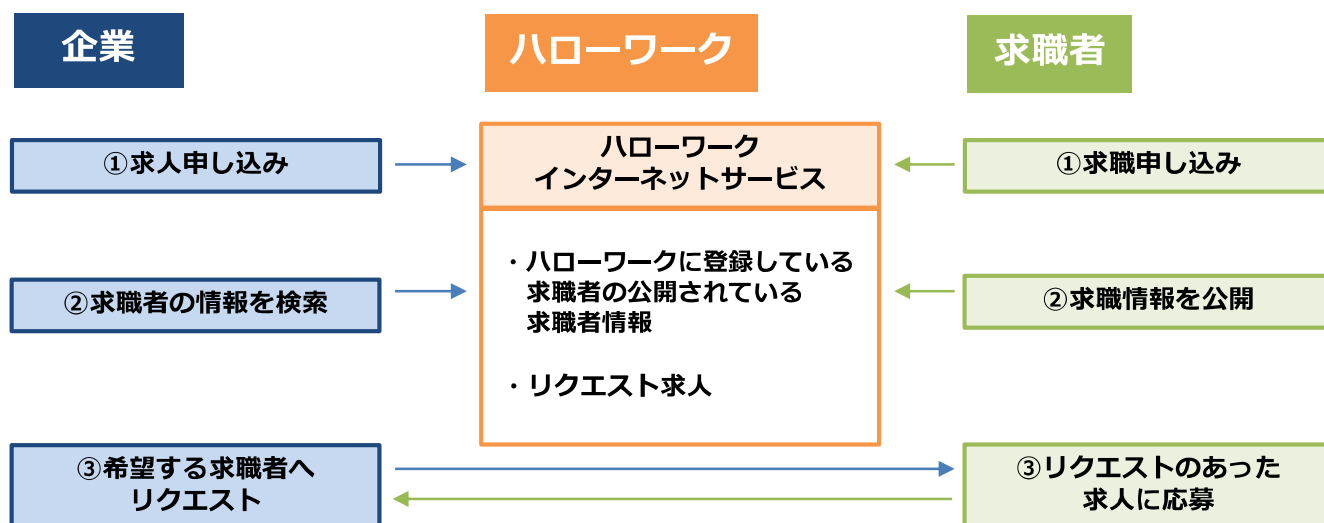 企業
ハローワーク
求職者
①求人申し込み
ハローワーク
インターネットサービス
①求職申し込み
②求職者の情報を検索
・ハローワークに登録している
求職者の公開されている
求職者情報
・リクエスト求人
②求職情報を公開
③希望する求職者へ
リクエスト
③リクエストのあった
求人に応募